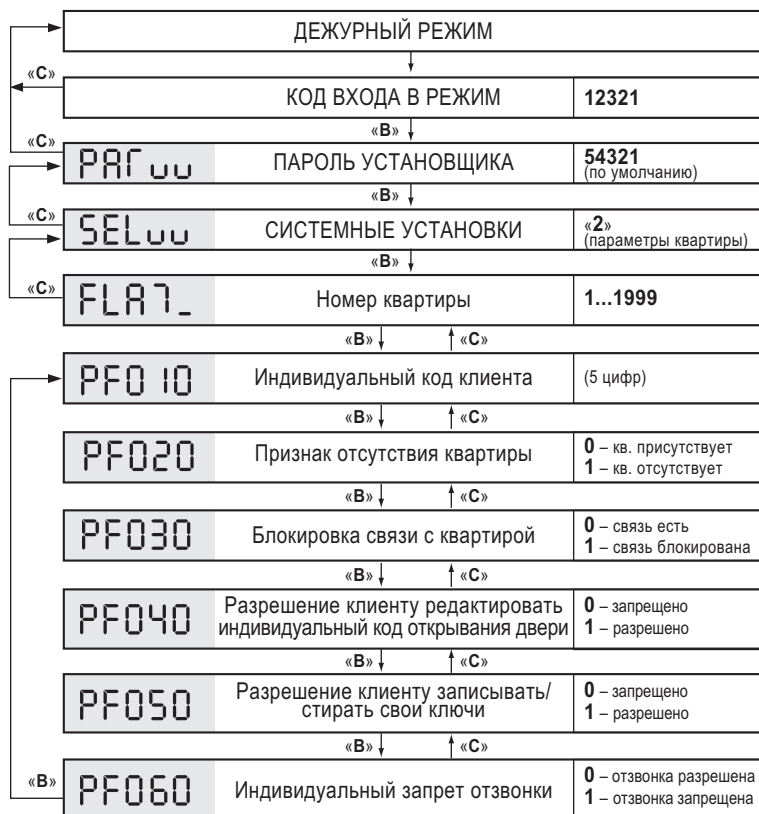 ДЕЖУРНЫЙ РЕЖИМ
«С»
КОД ВХОДА В РЕЖИМ 12321
«В»
«С»
PAГ ПАРОЛЬ УСТАНОВЩИКА 54321
(по умолчанию)
«В»
«С»
SEL СИСТЕМНЫЕ УСТАНОВКИ «2»
(параметры квартиры)
«В»
«С»
FLAT_ Номер квартиры 1...1999
«В» «С»
PF010 Индивидуальный код клиента (5 цифр)
«В» «С»
PF020 Признак отсутствия квартиры 0 – кв. присутствует
1 – кв. отсутствует
«В» «С»
PF030 Блокировка связи с квартирой 0 – связь есть
1 – связь блокирована
«В» «С»
PF040 Разрешение клиенту редактировать 0 – запрещено
индивидуальный код открывания двери 1 – разрешено
«В» «С»
PF050 Разрешение клиенту записывать/ 0 – запрещено
стирать свои ключи 1 – разрешено
«В» «С»
«В»
PF060 Индивидуальный запрет отзвонки 0 – отзвонка разрешена
1 – отзвонка запрещена